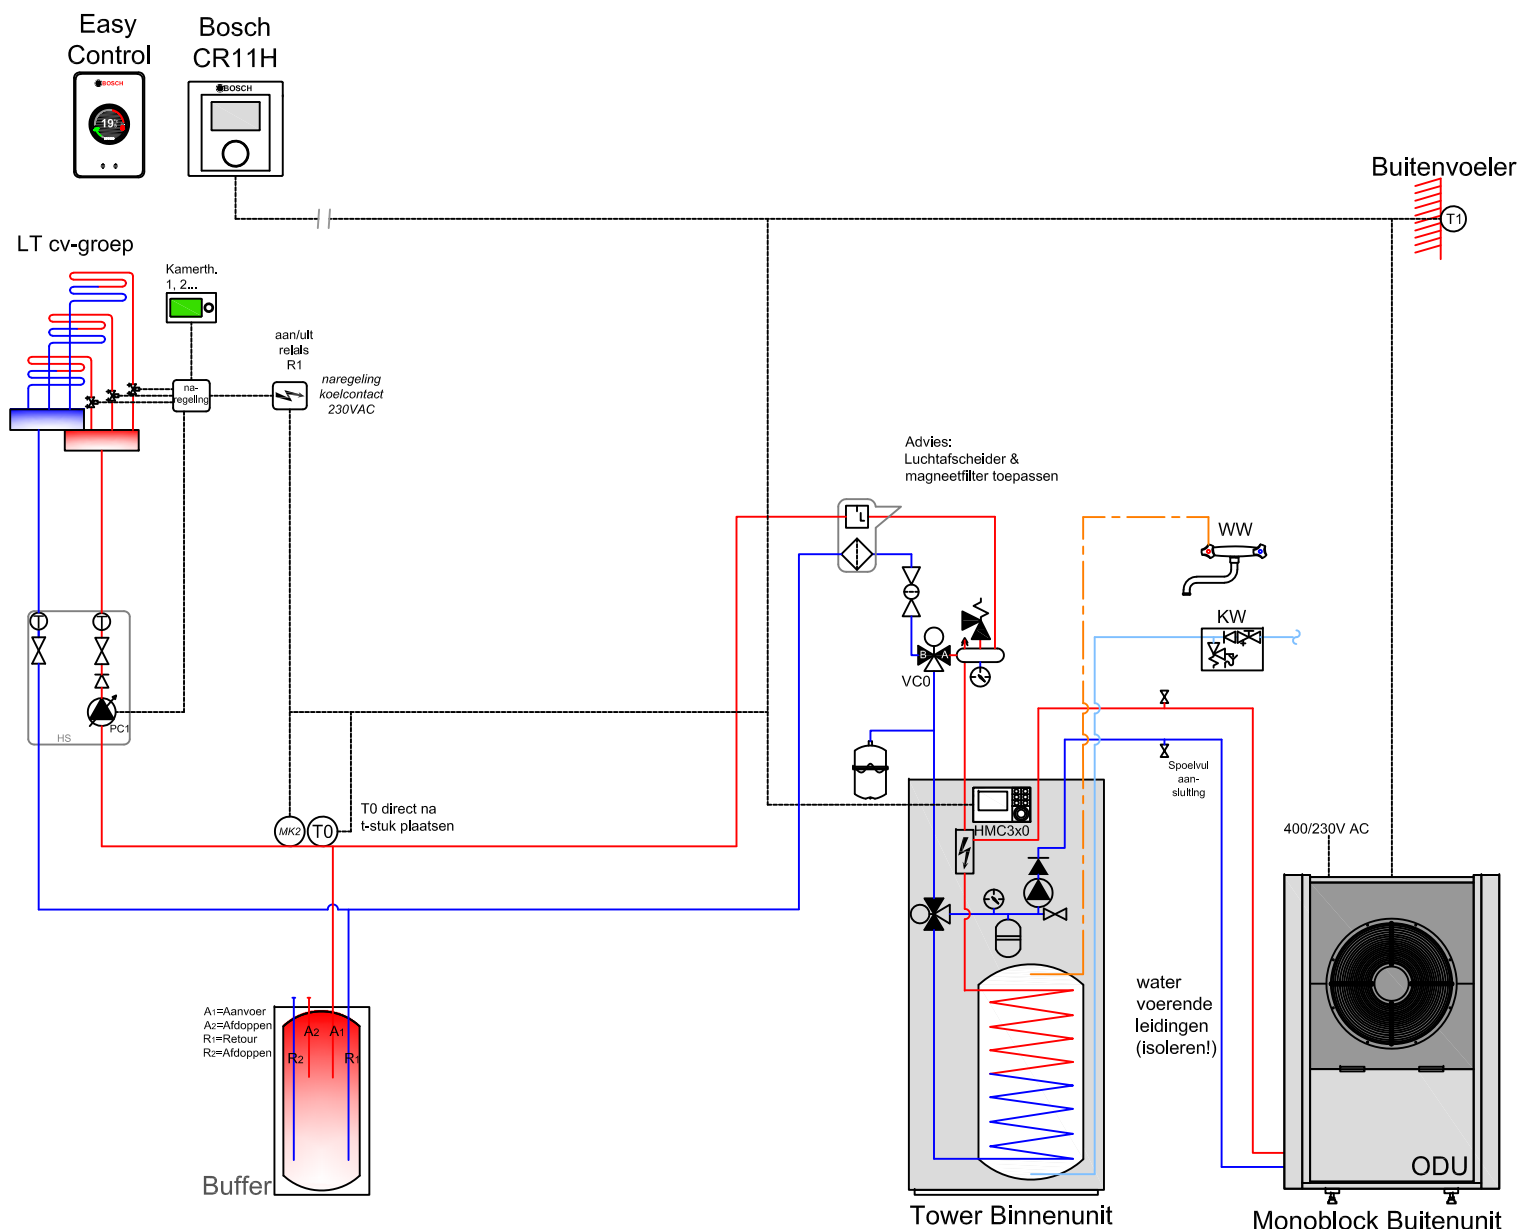 Easy
Control
Bosch
CR11H
BOSCH
BOSCH
19
Buitenvoeler
T1
LT cv-groep
Kamerth.
1, 2...
aan/uit
relais
R1
na-
regeling
naregeling
koelcontact
230VAC
Advies:
Luchtafscheider &
magneetfilter toepassen
L
WW
KW
T
T
B
A
VC0
PC1
HS
Spoelvul
aan-
sluiting
T0 direct na
t-stuk plaatsen
MK2
T0
HMC3x0
400/230V AC
water
voerende
leidingen
(isoleren!)
A1=Aanvoer
A2=Afdoppen
R1=Retour
R2=Afdoppen
A2
A1
R2
R1
Buffer
ODU
Tower Binnenunit
Monoblock Buitenunit